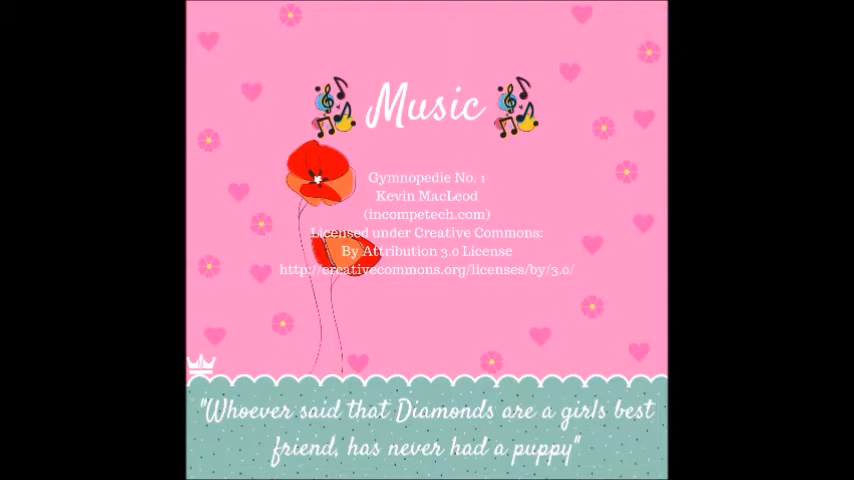 Music
Gymnopedie No. 1
Kevin MacLeod
(incompetech.com)
Licensed under Creative Commons:
By Attribution 3.0 License
http://creativecommons.org/licenses/by/3.0/
"Whoever said that Diamonds are a girls best
friend, has never had a puppy"